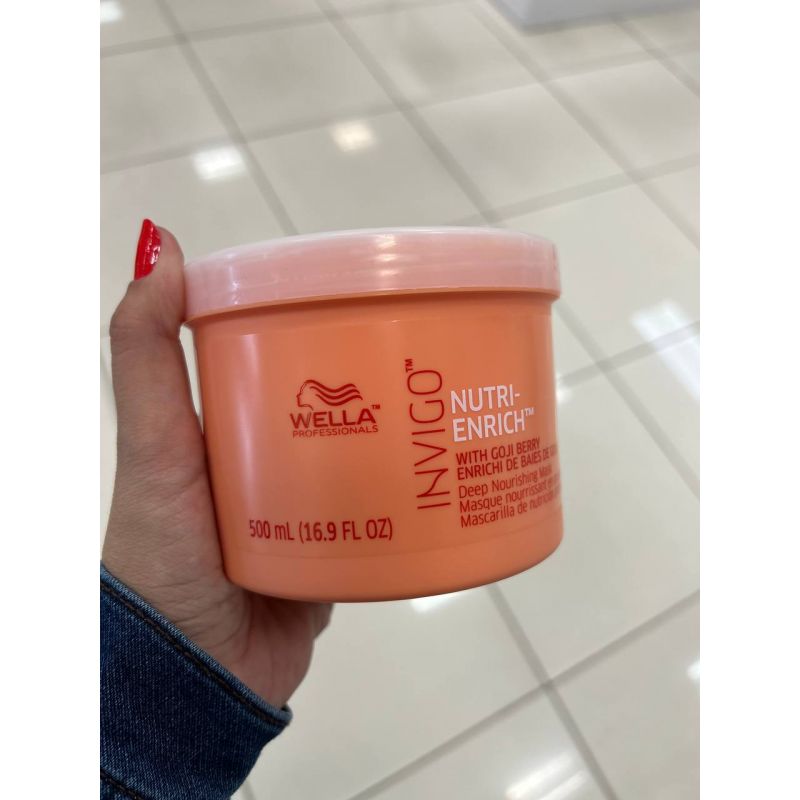 WELLA™
PROFESSIONALS
500 mL (16.9 FL OZ)
INVIGO™
NUTRI-
ENRICH™
WITH GOJI BERRY
ENRICHI DE BAIES DE
Deep Nourishing Mask
Masque nourrissant
Mascarilla de nutrición